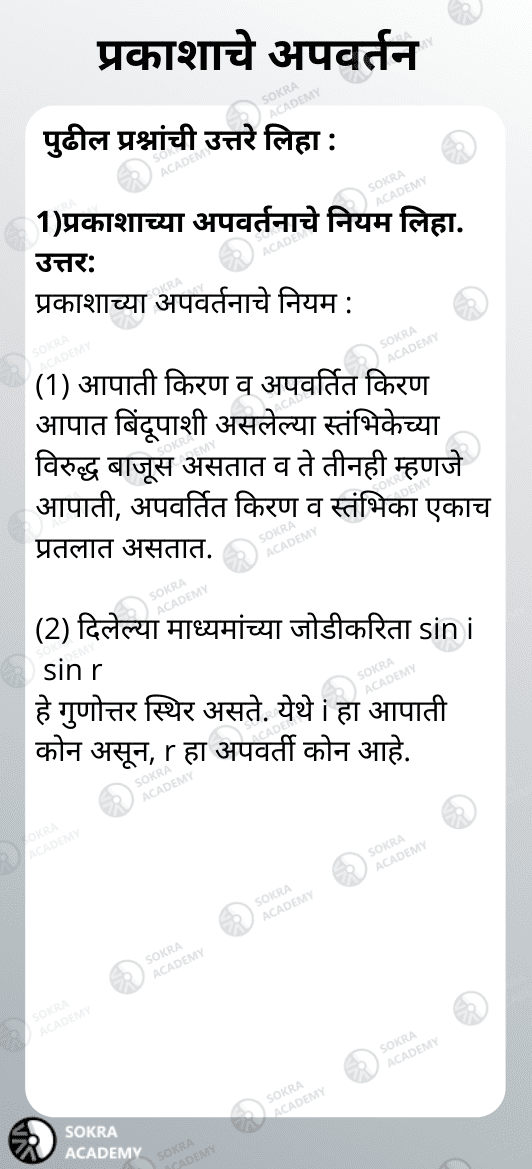 प्रकाशाचे अपवर्तन
पुढील प्रश्नांची उत्तरे लिहा :
1)प्रकाशाच्या अपवर्तनाचे नियम लिहा.
उत्तर:
प्रकाशाच्या अपवर्तनाचे नियम :
(1) आपाती किरण व अपवर्तित किरण
आपात बिंदूपाशी असलेल्या स्तंभिकेच्या
विरुद्ध बाजूस असतात व ते तीनही म्हणजे
आपाती, अपवर्तित किरण व स्तंभिका एकाच
प्रतलात असतात.
(2) दिलेल्या माध्यमांच्या जोडीकरिता sin i
sin r
हे गुणोत्तर स्थिर असते. येथे i हा आपाती
कोन असून, r हा अपवर्ती कोन आहे.
SOKRA
ACADEMY